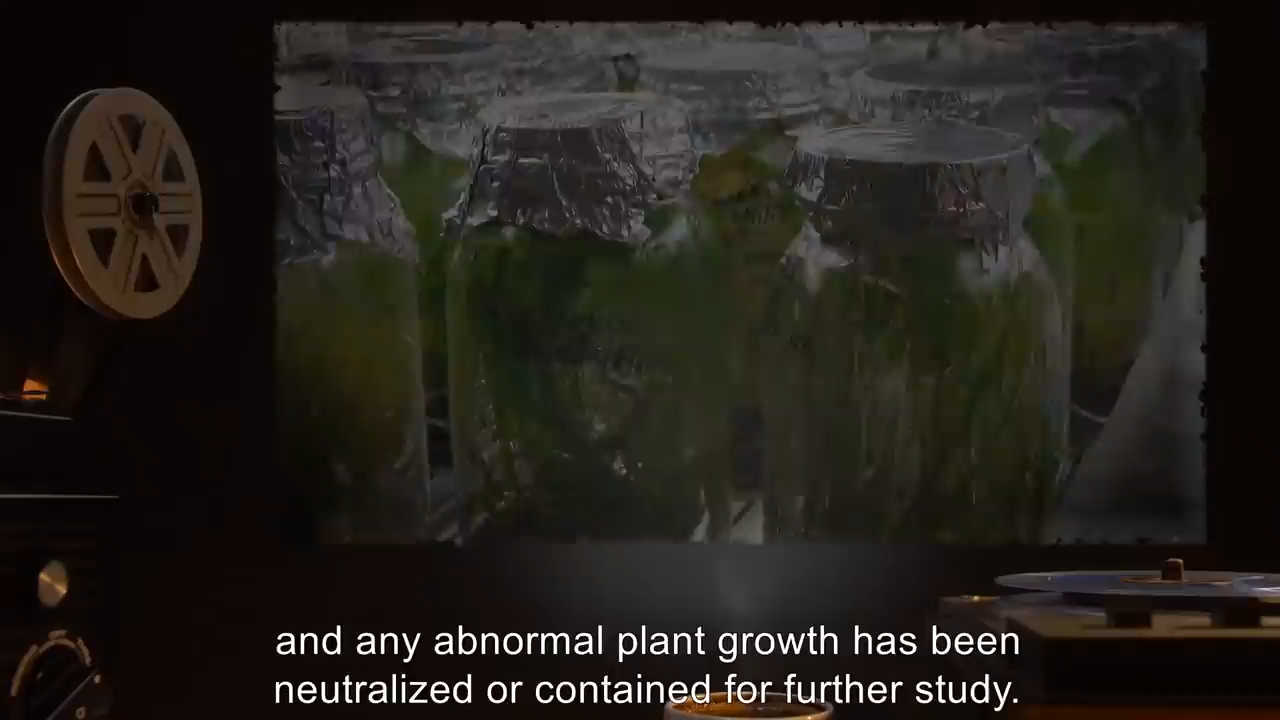 and any abnormal plant growth has been
neutralized or contained for further study.